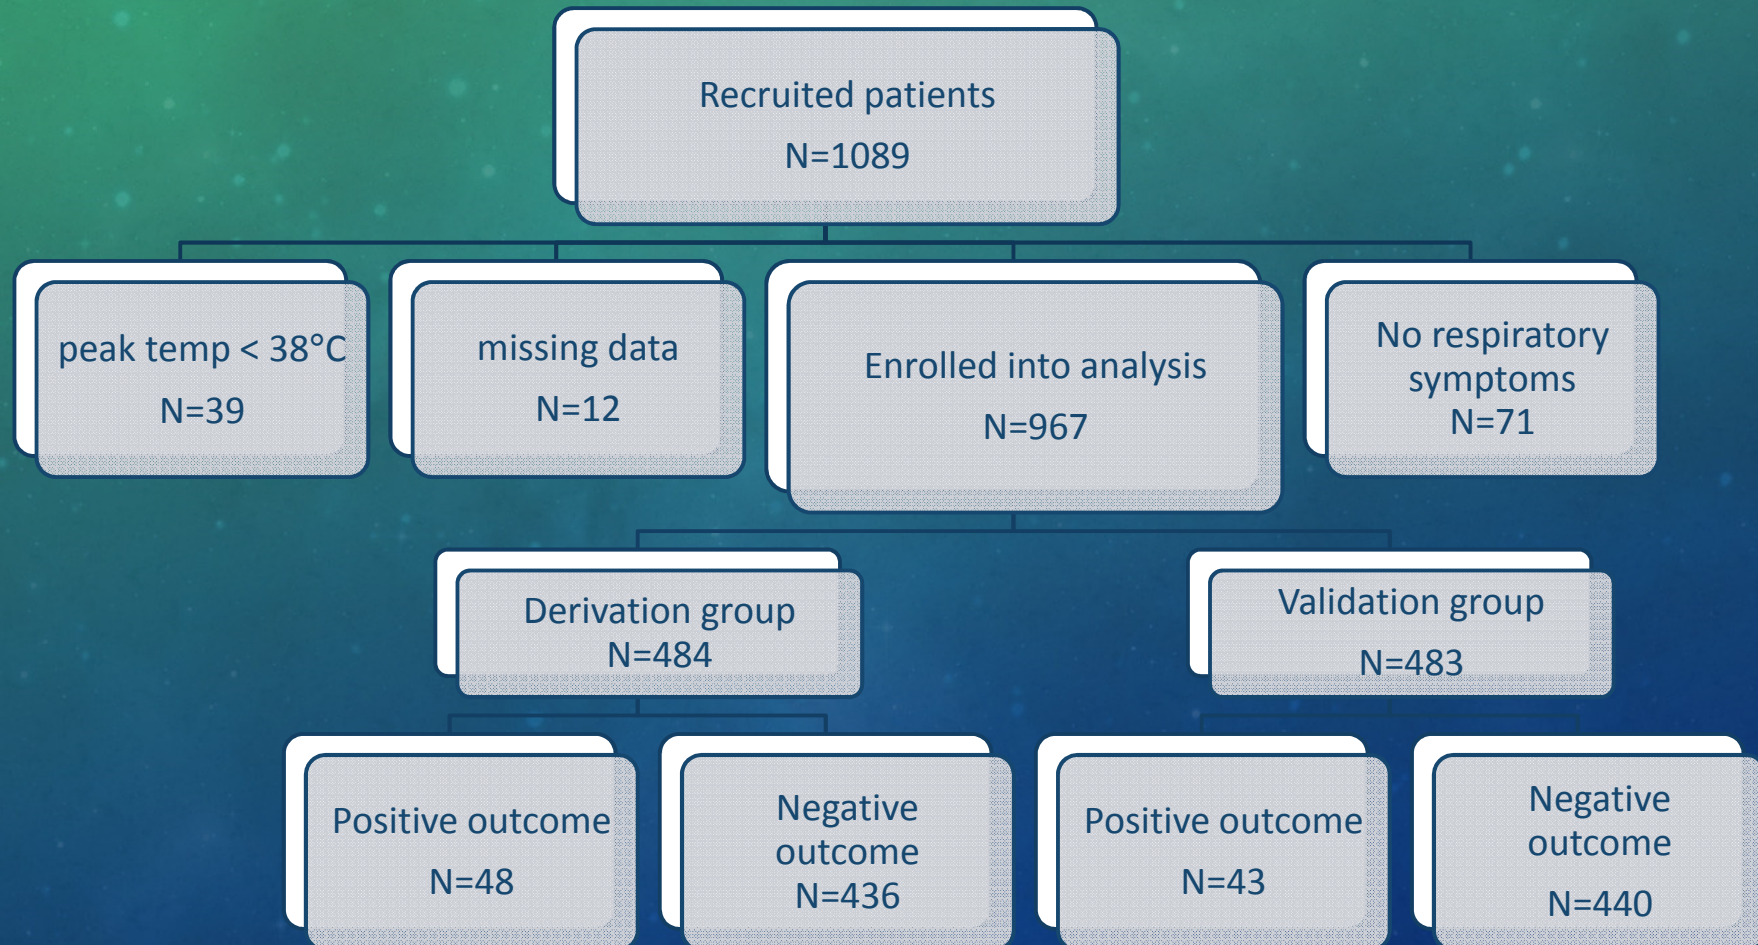 Recruited patients
N=1089
peak temp < 38°C
N=39
missing data
N=12
Enrolled into analysis
N=967
No respiratory
symptoms
N=71
Derivation group
N=484
Validation group
N=483
Positive outcome
N=48
Negative
outcome
N=436
Positive outcome
N=43
Negative
outcome
N=440